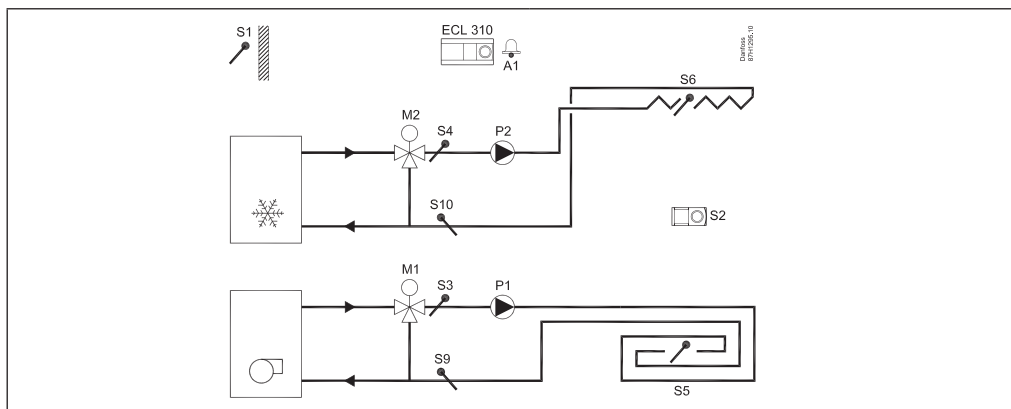 S1
ECL 310
A1
Danfoss
87H1295.10
S6
M2
S4
P2
S10
S2
M1
S3
P1
S9
S5